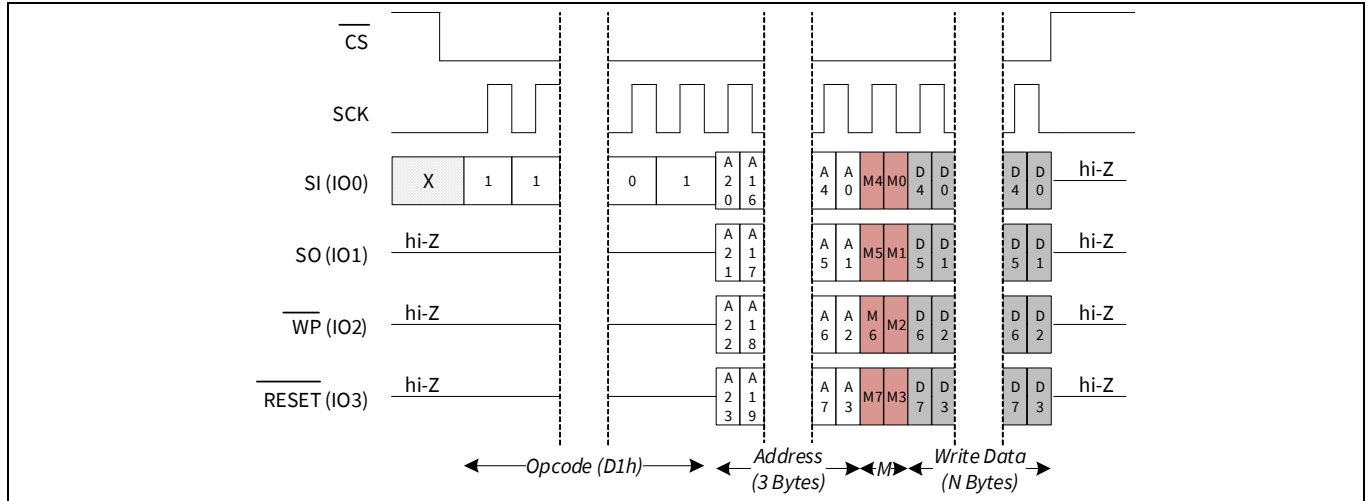 CS
SCK
SI (IO0) X 1 1 0 1 A20 A16 A4 A0 M4 M0 D4 D0 D4 D0 hi-Z
SO (IO1) hi-Z A21 A17 A5 A1 M5 M1 D5 D1 D5 D1 hi-Z
WP (IO2) hi-Z A22 A18 A6 A2 M6 M2 D6 D2 D6 D2 hi-Z
RESET (IO3) hi-Z A23 A19 A7 A3 M7 M3 D7 D3 D7 D3 hi-Z
Opcode (D1h) Address M Write Data
(3 Bytes) (N Bytes)